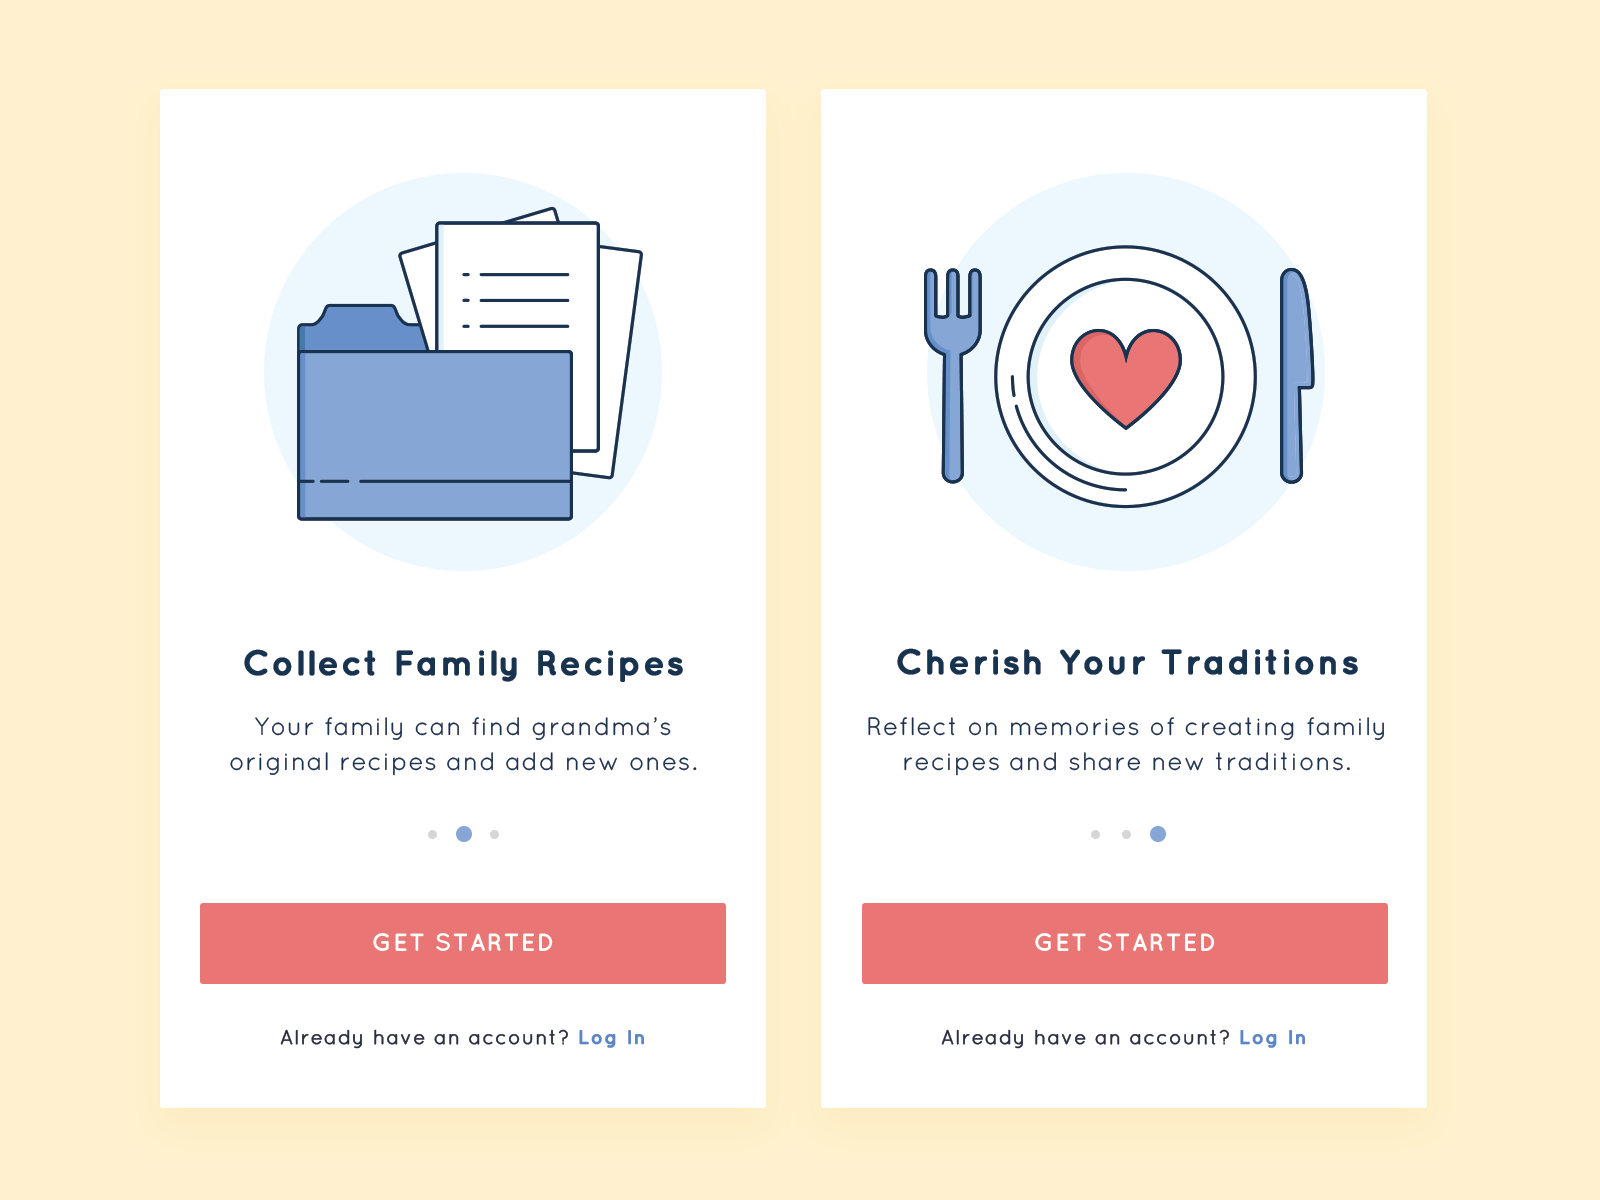 Collect Family Recipes
Your family can find grandma’s
original recipes and add new ones.
GET STARTED
Already have an account? Log In
Cherish Your Traditions
Reflect on memories of creating family
recipes and share new traditions.
GET STARTED
Already have an account? Log In